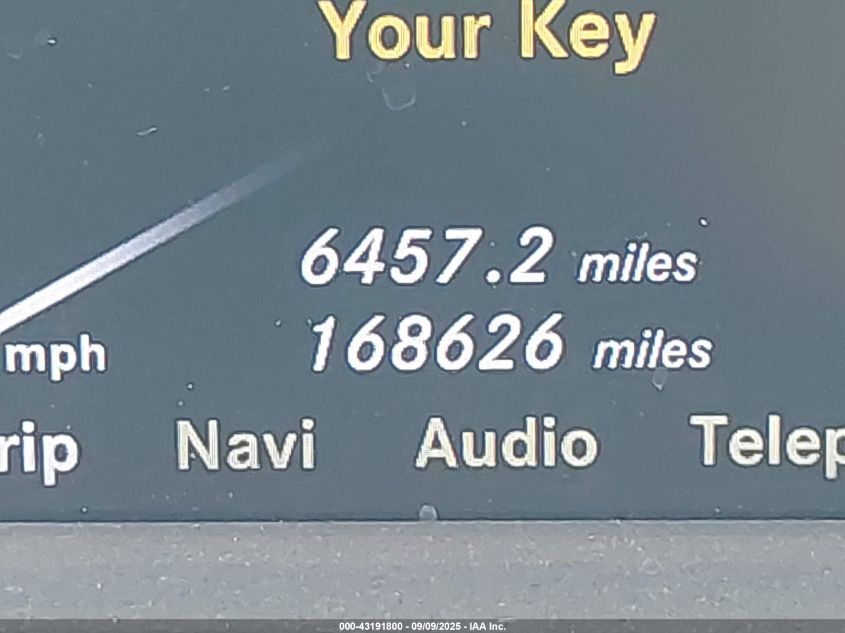 Your Key
6457.2 miles
168626 miles
mph
rip Navi Audio Telep
000-43191800 - 09/09/2025 - IAA Inc.